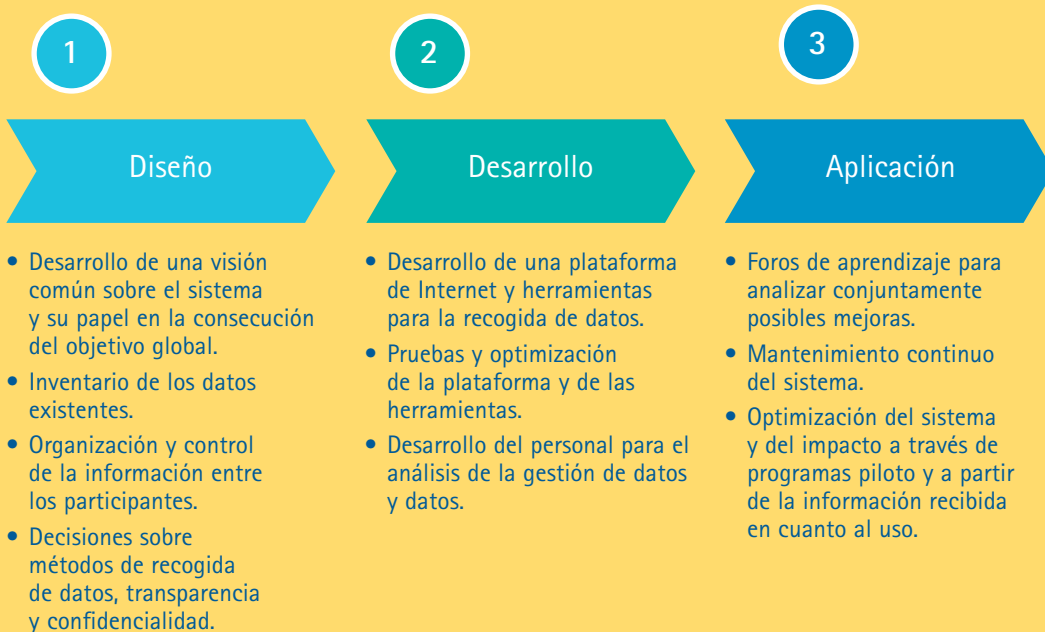 1
Diseño
• Desarrollo de una visión
común sobre el sistema
y su papel en la consecución
del objetivo global.
• Inventario de los datos
existentes.
• Organización y control
de la información entre
los participantes.
• Decisiones sobre
métodos de recogida
de datos, transparencia
y confidencialidad.
2
Desarrollo
• Desarrollo de una plataforma
de Internet y herramientas
para la recogida de datos.
• Pruebas y optimización
de la plataforma y de las
herramientas.
• Desarrollo del personal para el
análisis de la gestión de datos
y datos.
3
Aplicación
• Foros de aprendizaje para
analizar conjuntamente
posibles mejoras.
• Mantenimiento continuo
del sistema.
• Optimización del sistema
y del impacto a través de
programas piloto y a partir
de la información recibida
en cuanto al uso.